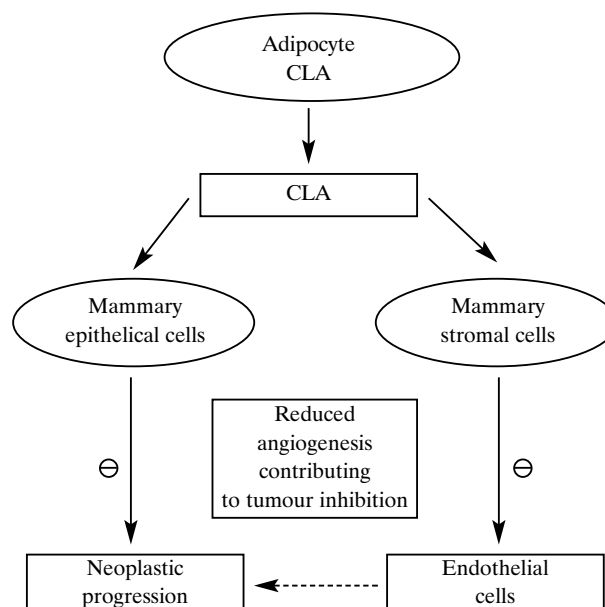 Adipocyte
CLA
CLA
Mammary
epithelical cells
Mammary
stromal cells
Reduced
angiogenesis
contributing
to tumour inhibition
Neoplastic
progression
Endothelial
cells